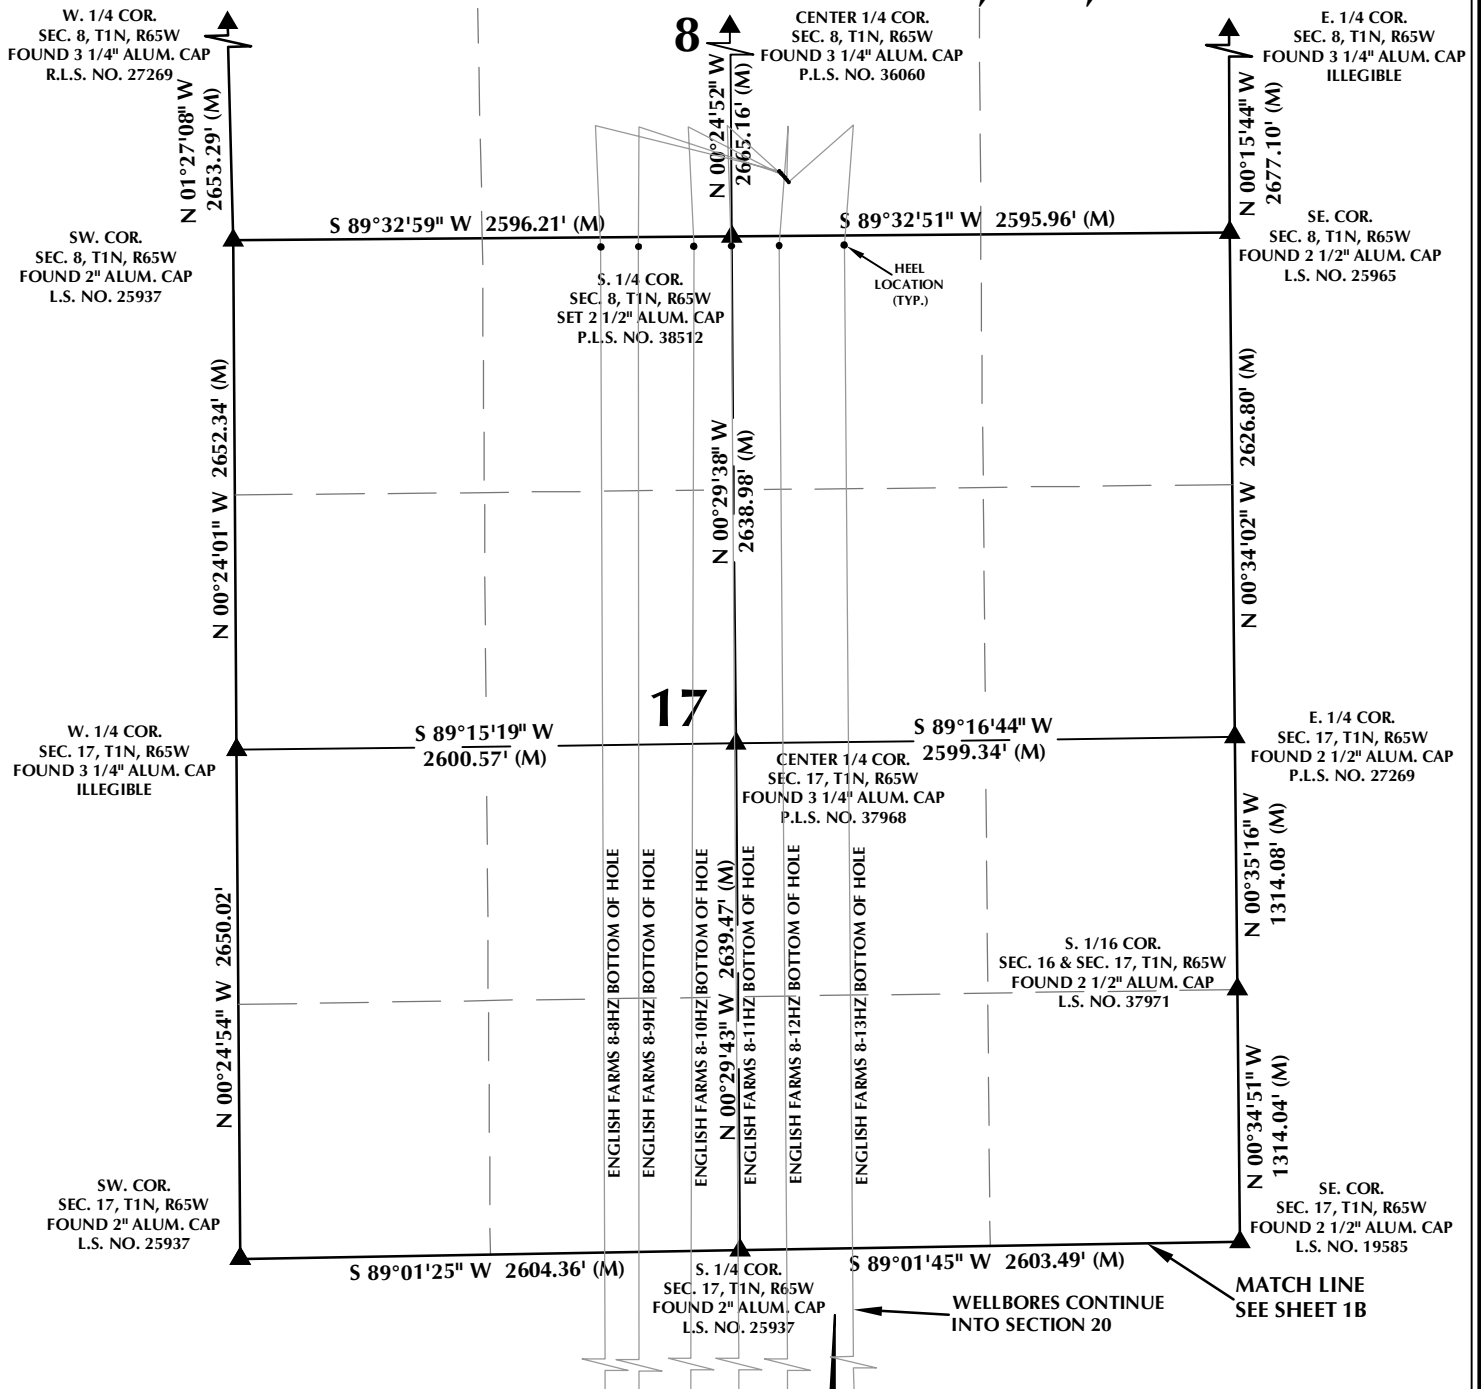 W. 1/4 COR.
SEC. 8, T1N, R65W
FOUND 3 1/4" ALUM. CAP
R.L.S. NO. 27269
8
CENTER 1/4 COR.
SEC. 8, T1N, R65W
FOUND 3 1/4" ALUM. CAP
P.L.S. NO. 36060
E. 1/4 COR.
SEC. 8, T1N, R65W
FOUND 3 1/4" ALUM. CAP
ILLEGIBLE
N 01°27'08" W
2653.29' (M)
N 00°24'52" W
2665.16' (M)
N 00°15'44" W
2677.10' (M)
S 89°32'59" W 2596.21' (M)
S 89°32'51" W 2595.96' (M)
SW. COR.
SEC. 8, T1N, R65W
FOUND 2" ALUM. CAP
L.S. NO. 25937
SE. COR.
SEC. 8, T1N, R65W
FOUND 2 1/2" ALUM. CAP
L.S. NO. 25965
S. 1/4 COR.
SEC. 8, T1N, R65W
SET 2 1/2" ALUM. CAP
P.L.S. NO. 38512
HEEL
LOCATION
(TYP.)
N 00°24'01" W 2652.34' (M)
N 00°29'38" W
2638.98' (M)
N 00°34'02" W 2626.80' (M)
17
W. 1/4 COR.
SEC. 17, T1N, R65W
FOUND 3 1/4" ALUM. CAP
ILLEGIBLE
S 89°15'19" W
2600.57' (M)
S 89°16'44" W
2599.34' (M)
CENTER 1/4 COR.
SEC. 17, T1N, R65W
FOUND 3 1/4" ALUM. CAP
P.L.S. NO. 37968
E. 1/4 COR.
SEC. 17, T1N, R65W
FOUND 2 1/2" ALUM. CAP
P.L.S. NO. 27269
N 00°24'54" W 2650.02'
ENGLISH FARMS 8-8HZ BOTTOM OF HOLE
ENGLISH FARMS 8-9HZ BOTTOM OF HOLE
ENGLISH FARMS 8-10HZ BOTTOM OF HOLE
N 00°29'43" W 2639.47' (M)
ENGLISH FARMS 8-11HZ BOTTOM OF HOLE
ENGLISH FARMS 8-12HZ BOTTOM OF HOLE
ENGLISH FARMS 8-13HZ BOTTOM OF HOLE
N 00°35'16" W
1314.08' (M)
S. 1/16 COR.
SEC. 16 & SEC. 17, T1N, R65W
FOUND 2 1/2" ALUM. CAP
L.S. NO. 37971
N 00°34'51" W
1314.04' (M)
SW. COR.
SEC. 17, T1N, R65W
FOUND 2" ALUM. CAP
L.S. NO. 25937
SE. COR.
SEC. 17, T1N, R65W
FOUND 2 1/2" ALUM. CAP
L.S. NO. 19585
S 89°01'25" W 2604.36' (M)
S 89°01'45" W 2603.49' (M)
S. 1/4 COR.
SEC. 17, T1N, R65W
FOUND 2" ALUM. CAP
L.S. NO. 25937
WELLBORES CONTINUE
INTO SECTION 20
MATCH LINE
SEE SHEET 1B